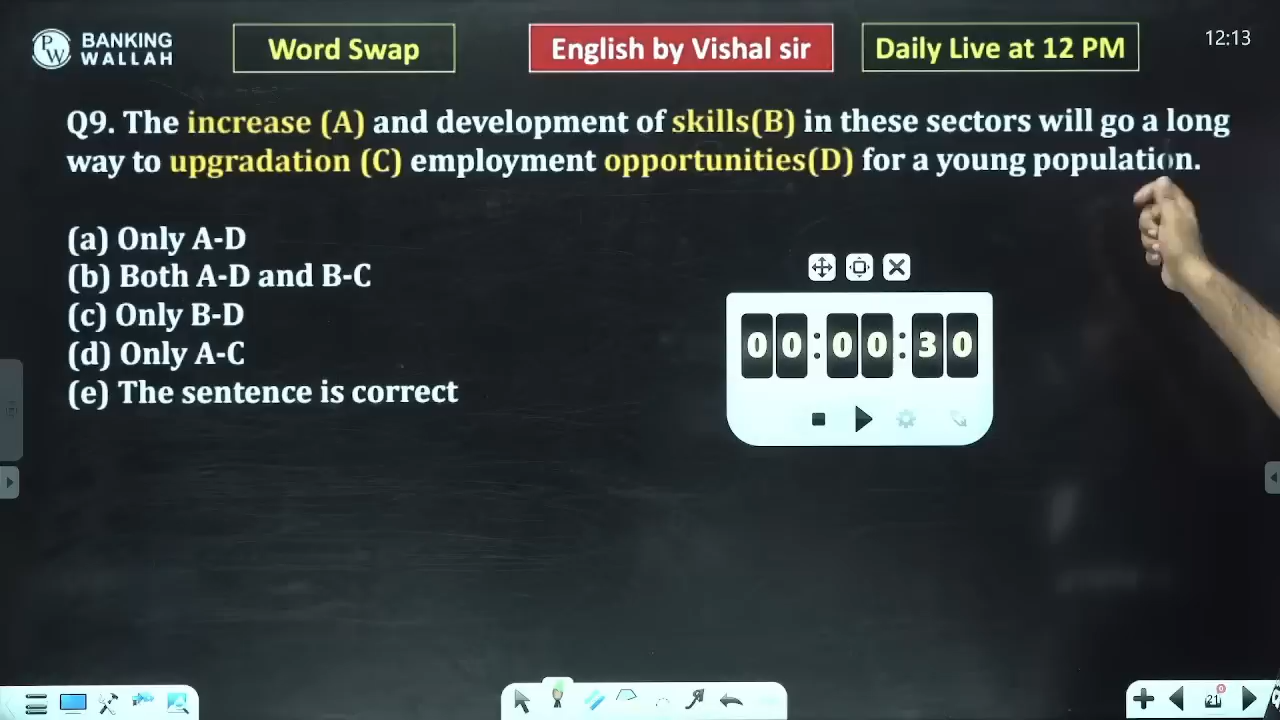 PW BANKING WALLAH
Word Swap
English by Vishal sir
Daily Live at 12 PM
12:13
Q9. The increase (A) and development of skills(B) in these sectors will go a long
way to upgradation (C) employment opportunities(D) for a young population.
(a) Only A-D
(b) Both A-D and B-C
(c) Only B-D
(d) Only A-C
(e) The sentence is correct
00:00:30
21